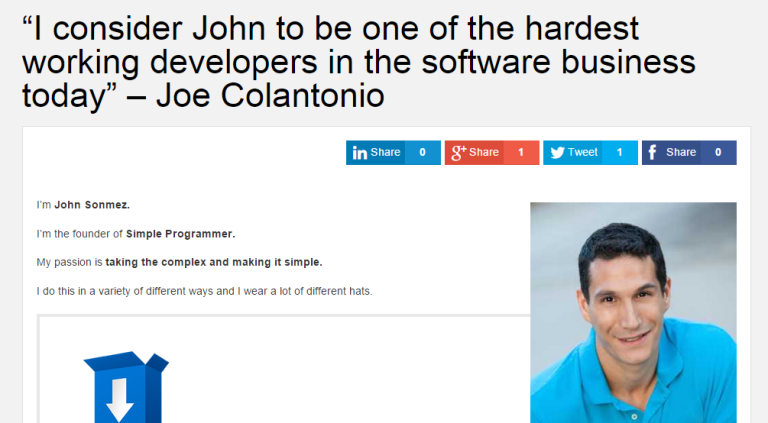 “I consider John to be one of the hardest
working developers in the software business
today” – Joe Colantonio
in Share 0 g+ Share 1 Tweet 1 f Share 0
I’m John Sonmez.
I’m the founder of Simple Programmer.
My passion is taking the complex and making it simple.
I do this in a variety of different ways and I wear a lot of different hats.